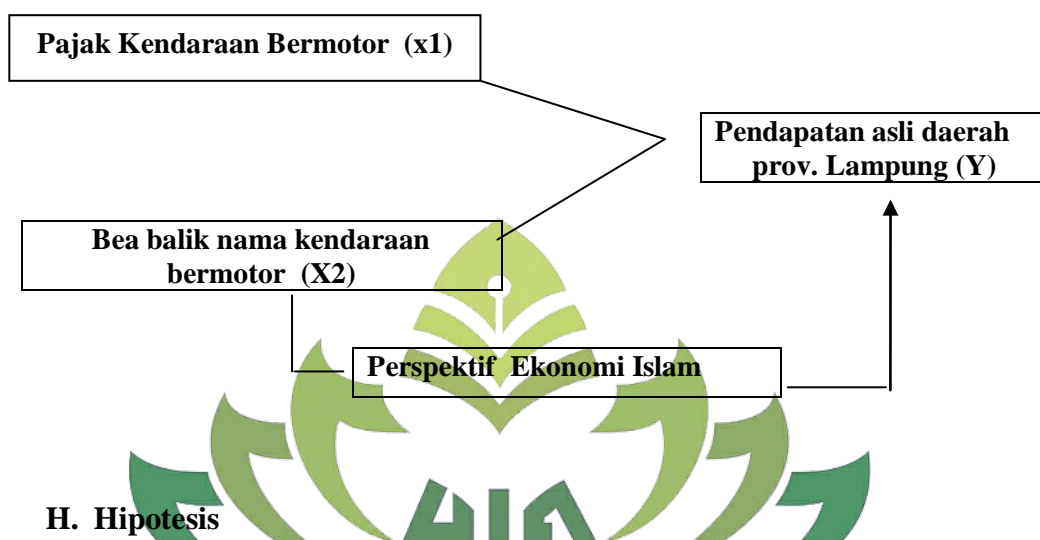 Pajak Kendaraan Bermotor (x1)
Pendapatan asli daerah
prov. Lampung (Y)
Bea balik nama kendaraan
bermotor (X2)
Perspektif Ekonomi Islam
H. Hipotesis